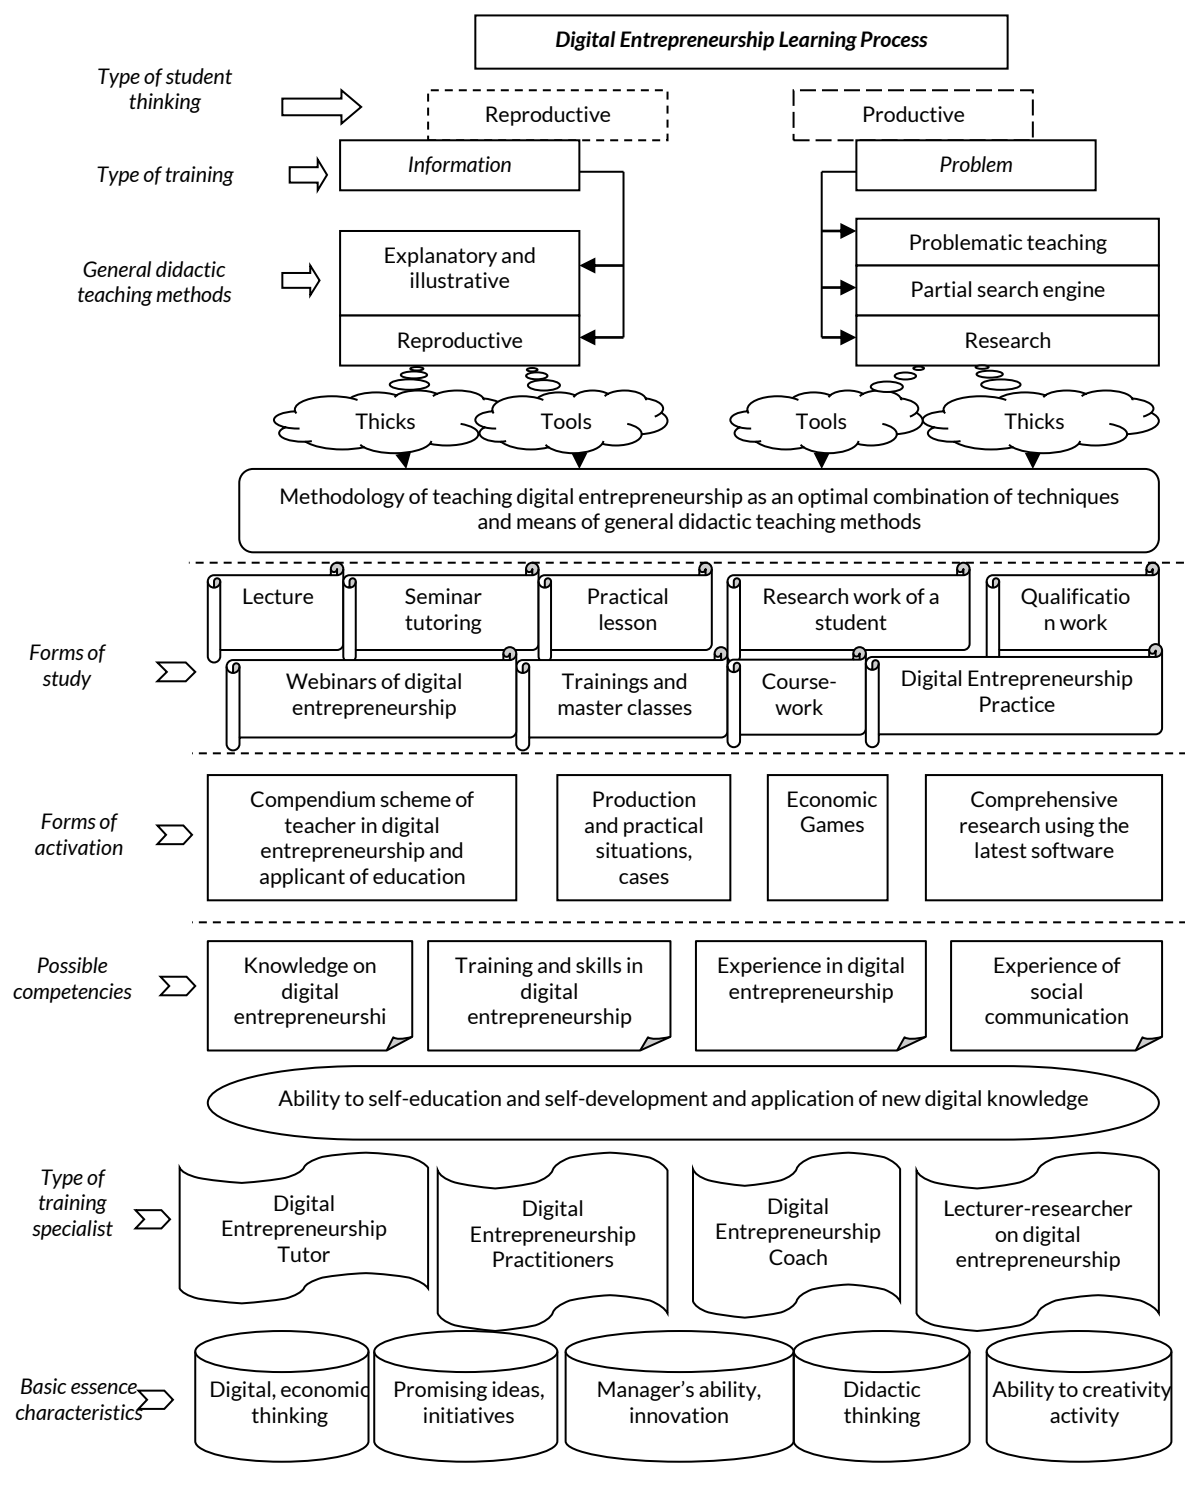 Digital Entrepreneurship Learning Process
Type of student
thinking
Reproductive
Productive
Type of training
Information
Problem
General didactic
teaching methods
Explanatory and
illustrative
Reproductive
Problematic teaching
Partial search engine
Research
Thicks
Tools
Tools
Thicks
Methodology of teaching digital entrepreneurship as an optimal combination of techniques
and means of general didactic teaching methods
Forms of
study
Lecture
Seminar
tutoring
Practical
lesson
Research work of a
student
Qualificatio
n work
Webinars of digital
entrepreneurship
Trainings and
master classes
Course-
work
Digital Entrepreneurship
Practice
Forms of
activation
Compendium scheme of
teacher in digital
entrepreneurship and
applicant of education
Production
and practical
situations,
cases
Economic
Games
Comprehensive
research using the
latest software
Possible
competencies
Knowledge on
digital
entrepreneurshi
Training and skills in
digital
entrepreneurship
Experience in digital
entrepreneurship
Experience of
social
communication
Ability to self-education and self-development and application of new digital knowledge
Type of
training
specialist
Digital
Entrepreneurship
Tutor
Digital
Entrepreneurship
Practitioners
Digital
Entrepreneurship
Coach
Lecturer-researcher
on digital
entrepreneurship
Basic essence
characteristics
Digital, economic
thinking
Promising ideas,
initiatives
Manager’s ability,
innovation
Didactic
thinking
Ability to creativity
activity